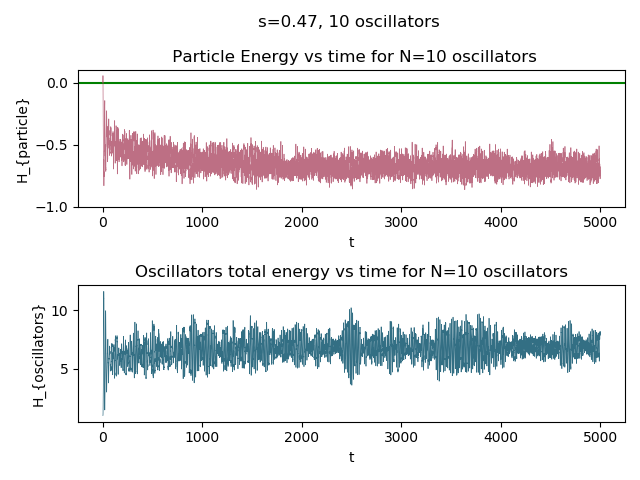 s=0.47, 10 oscillators
Particle Energy vs time for N=10 oscillators
0.0
−0.5
−1.0
H_{particle}
0 1000 2000 3000 4000 5000
t
Oscillators total energy vs time for N=10 oscillators
10
5
H_{oscillators}
0 1000 2000 3000 4000 5000
t